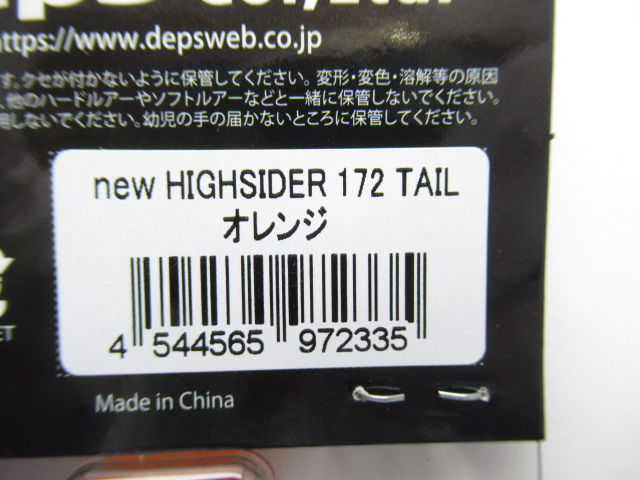 https://www.depsweb.co.jp
す。クセが付かないように保管してください。変形・変色・溶解等の原因
他のハードルアーやソフトルアーなどと一緒に保管しないでください。
用しないでください。幼児の手の届かないところに保管してください。
new HIGHSIDER 172 TAIL
オレンジ
4 544565 972335
Made in China